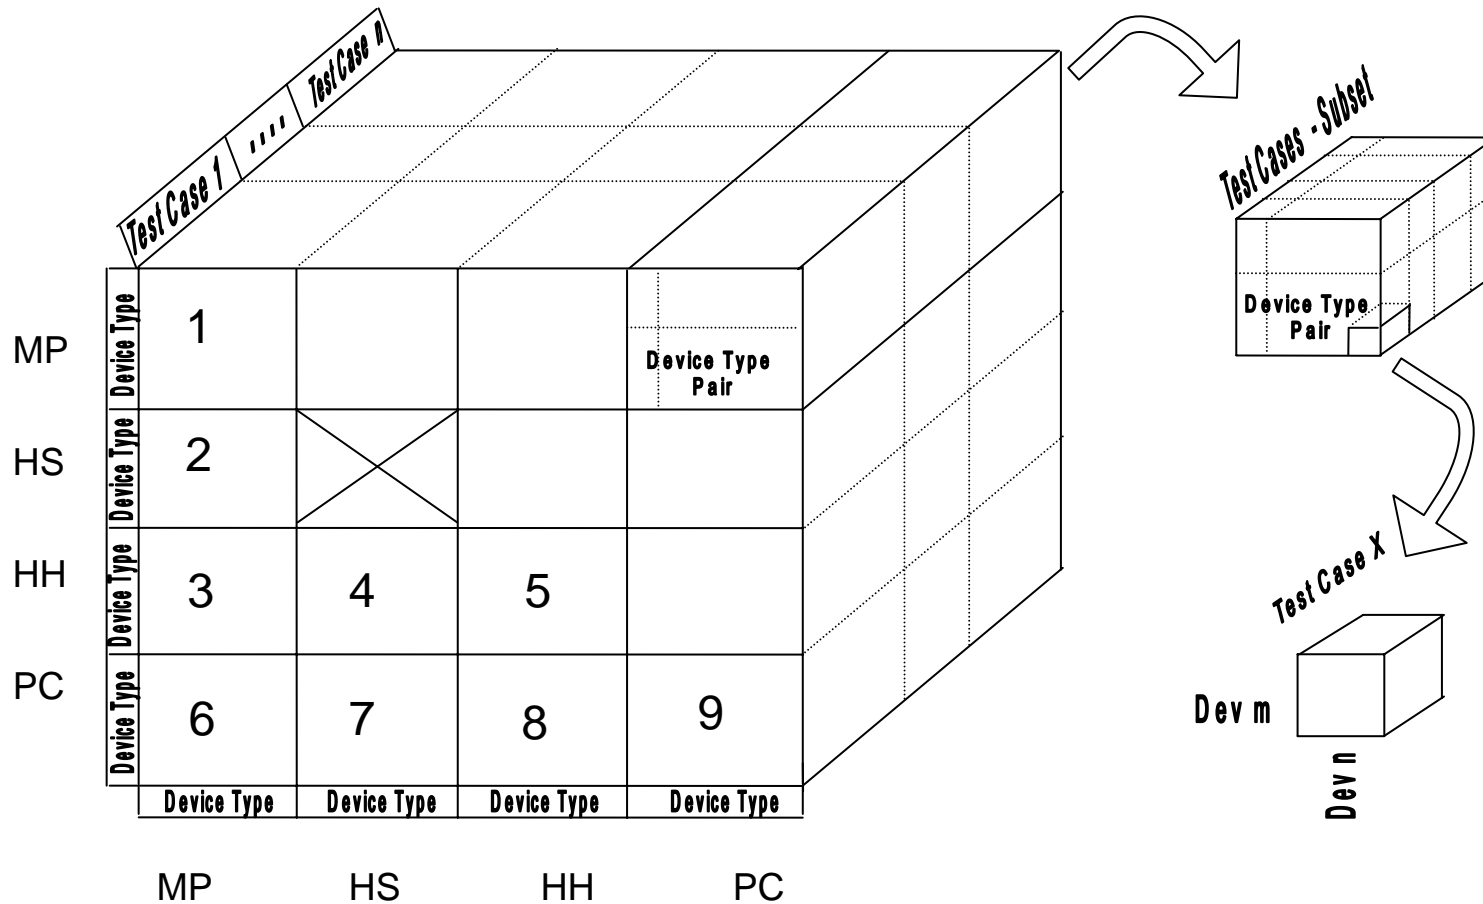 Test Case 1
....
Test Case n
Test Cases - Subset
MP
Device Type
1
Device Type
Pair
Device Type
Pair
HS
Device Type
2
HH
Device Type
3
4
5
Test Case X
PC
Device Type
6
7
8
9
Dev m
Dev n
Device Type
Device Type
Device Type
Device Type
MP
HS
HH
PC